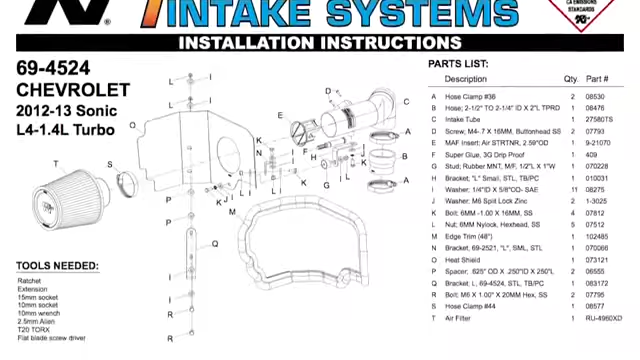 INTAKE SYSTEMS
CA EMISSIONS
STANDARDS
INSTALLATION INSTRUCTIONS
69-4524
CHEVROLET
2012-13 Sonic
L4-1.4L Turbo
TOOLS NEEDED:
Ratchet
Extension
15mm socket
10mm socket
10mm wrench
2.5mm Allen
T20 TORX
Flat blade screw driver
PARTS LIST:
Description Qty. Part #
A Hose Clamp #36 2 08530
B Hose; 2-1/2" TO 2-1/4" ID X 2"L TPRD 1 08476
C Intake Tube 1 27580TS
D Screw, M4-.7 X 16MM, Buttonhead SS 2 07793
E MAF Insert; Air STRTNR, 2.59"OD 1 9-21070
F Super Glue, 3G Drip Proof 1 409
G Stud; Rubber MNT, M/F, 1/2"L X 1"W 1 070228
H Bracket, "L" Small, STL, TB/PC 1 010031
I Washer; 1/4"ID X 5/8"OD- SAE 11 08275
J Washer, M6 Split Lock Zinc 2 1-3025
K Bolt; 6MM -1.00 X 16MM, SS 4 07812
L Nut; 6MM Nylock, Hexhead, SS 5 07512
M Edge Trim (48") 1 102485
N Bracket, 69-2521, "L", SML, STL 1 070066
O Heat Shield 1 073121
P Spacer, .625" OD X .250"ID X .250"L 2 06555
Q Bracket, L, 69-4524, STL, TB/PC 1 083172
R Bolt; M6 X 1.00" X 20MM Hex, SS 2 07795
S Hose Clamp #44 1 08577
T Air Filter 1 RU-4960XD